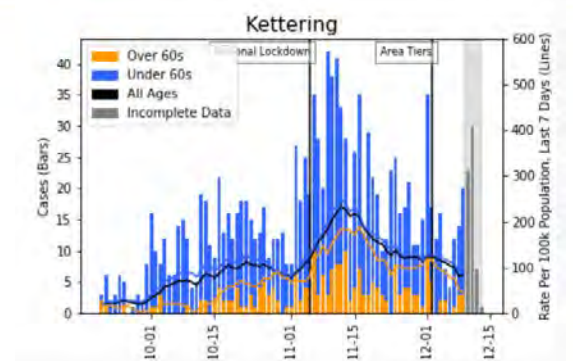 Kettering
Over 60s
Under 60s
All Ages
Incomplete Data
onal Lockdown
Area Tiers
Cases (Bars)
40
35
30
25
20
15
10
5
0
Rate Per 100k Population, Last 7 Days (Lines)
600
500
400
300
200
100
0
10-01
10-15
11-01
11-15
12-01
12-15